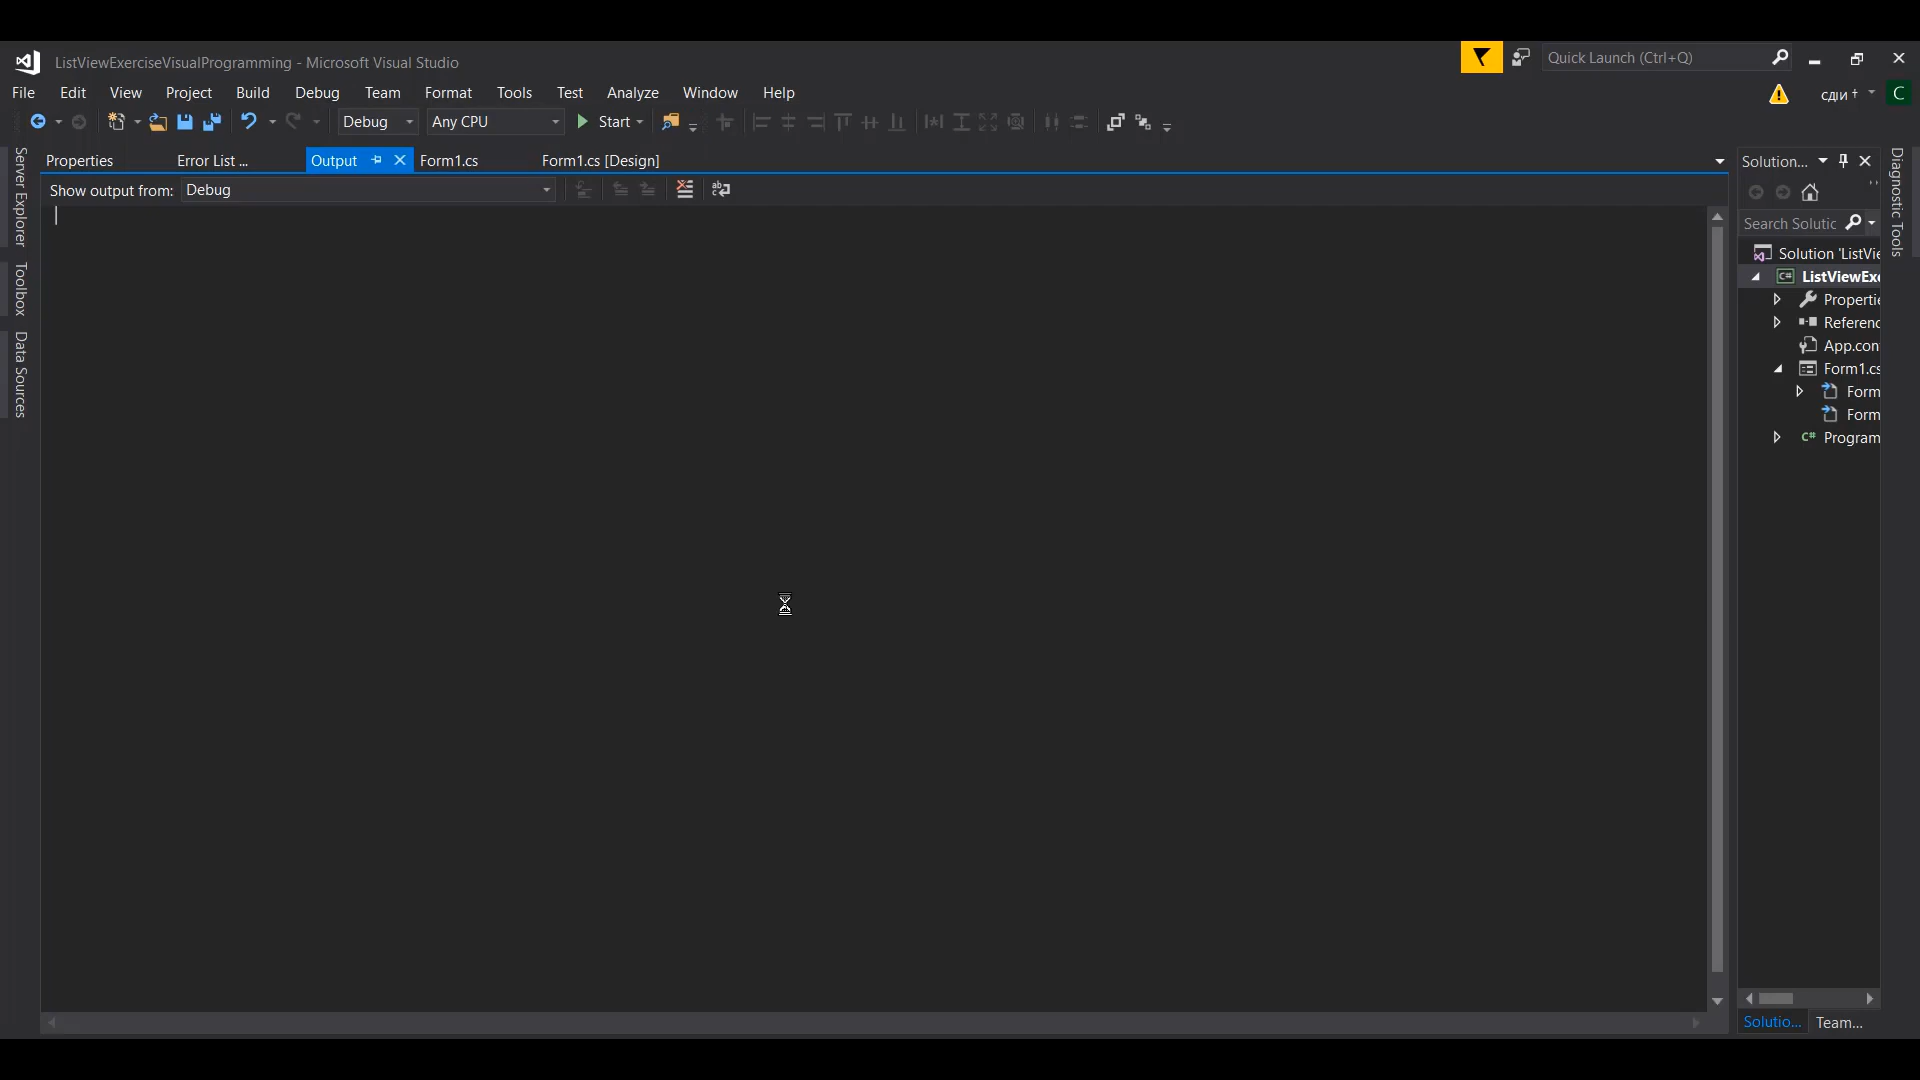 ListViewExerciseVisualProgramming - Microsoft Visual Studio
Quick Launch (Ctrl+Q)
File Edit View Project Build Debug Team Format Tools Test Analyze Window Help
C
Debug Any CPU Start
Properties Error List ... Output Form1.cs Form1.cs [Design]
Show output from: Debug
Server Explorer
Toolbox
Data Sources
Solution...
Search Solutic
Solution 'ListVie
C# ListViewExe
Propertie
Referenc
App.con
Form1.cs
Form
Form
C# Program
Solutio... Team...
Diagnostic Tools